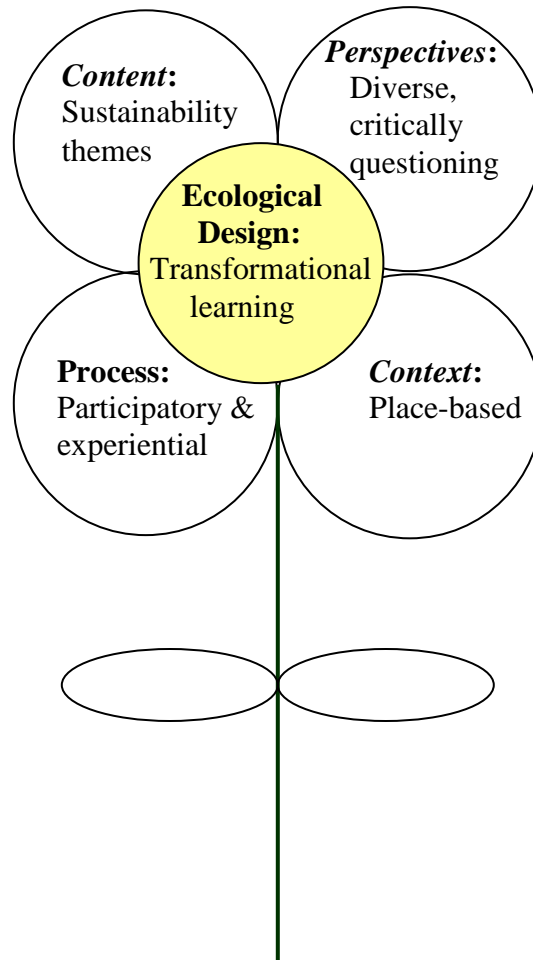 Content:
Sustainability
themes
Perspectives:
Diverse,
critically
questioning
Ecological
Design:
Transformational
learning
Process:
Participatory &
experiential
Context:
Place-based